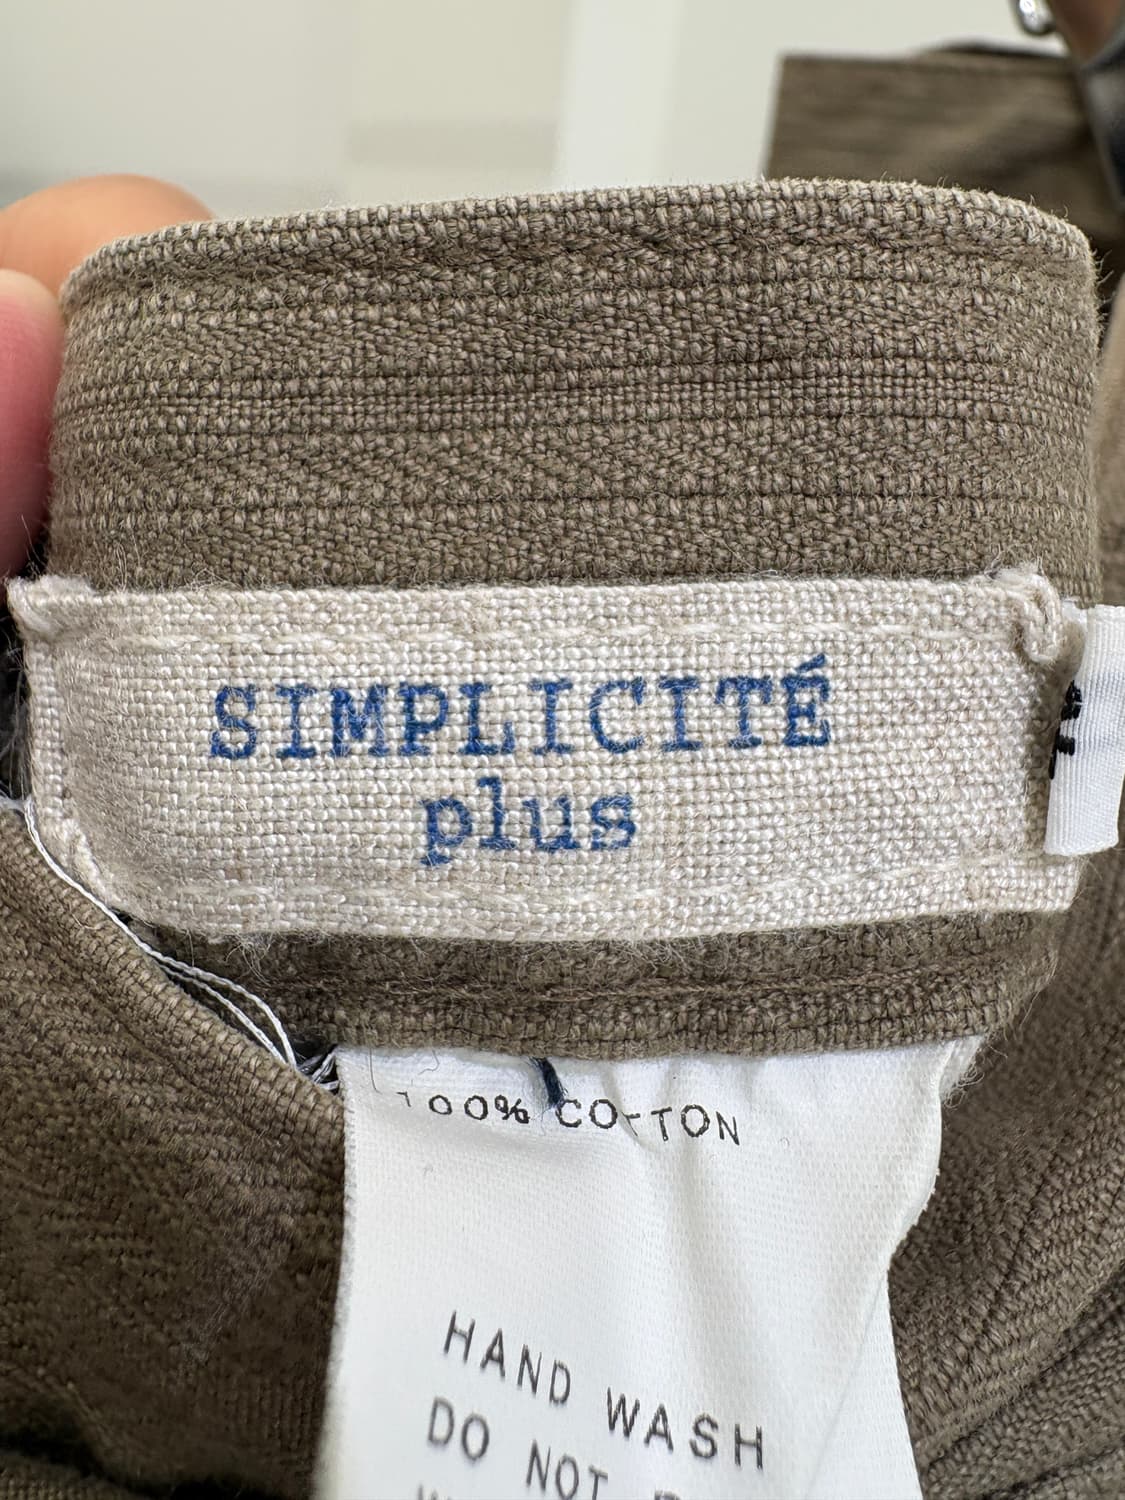 SIMPLICITÉ
plus
100% COTTON
HAND WASH
DO NOT